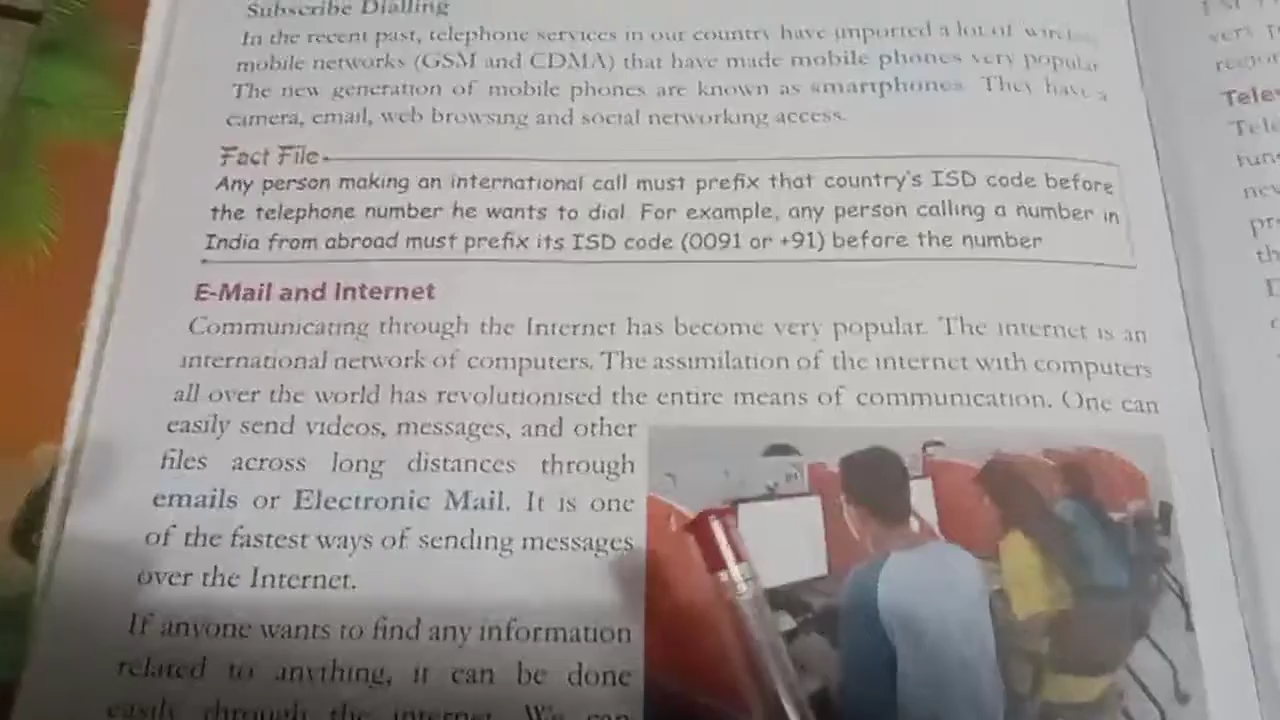 Subscribe Dialling
In the recent past, telephone services in our country have imported a lot of
mobile networks (GSM and CDMA) that have made mobile phones very popular
The new generation of mobile phones are known as smartphones. They have a
camera, email, web browsing and social networking access.
Fact File
Any person making an international call must prefix that country's ISD code before
the telephone number he wants to dial. For example, any person calling a number in
India from abroad must prefix its ISD code (0091 or +91) before the number
E-Mail and Internet
Communicating through the Internet has become very popular. The internet is an
international network of computers. The assimilation of the internet with computers
all over the world has revolutionised the entire means of communication. One can
easily send videos, messages, and other
files across long distances through
emails or Electronic Mail. It is one
of the fastest ways of sending messages
over the Internet.
If anyone wants to find any information
related to anything, it can be done
easily through the internet. We can
Tele